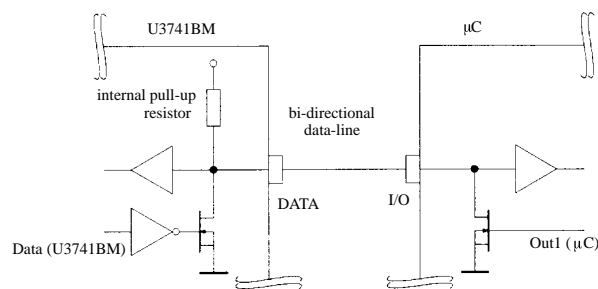 U3741BM
μC
internal pull-up
resistor
bi-directional
data-line
DATA
I/O
Data (U3741BM)
Out1 (μC)